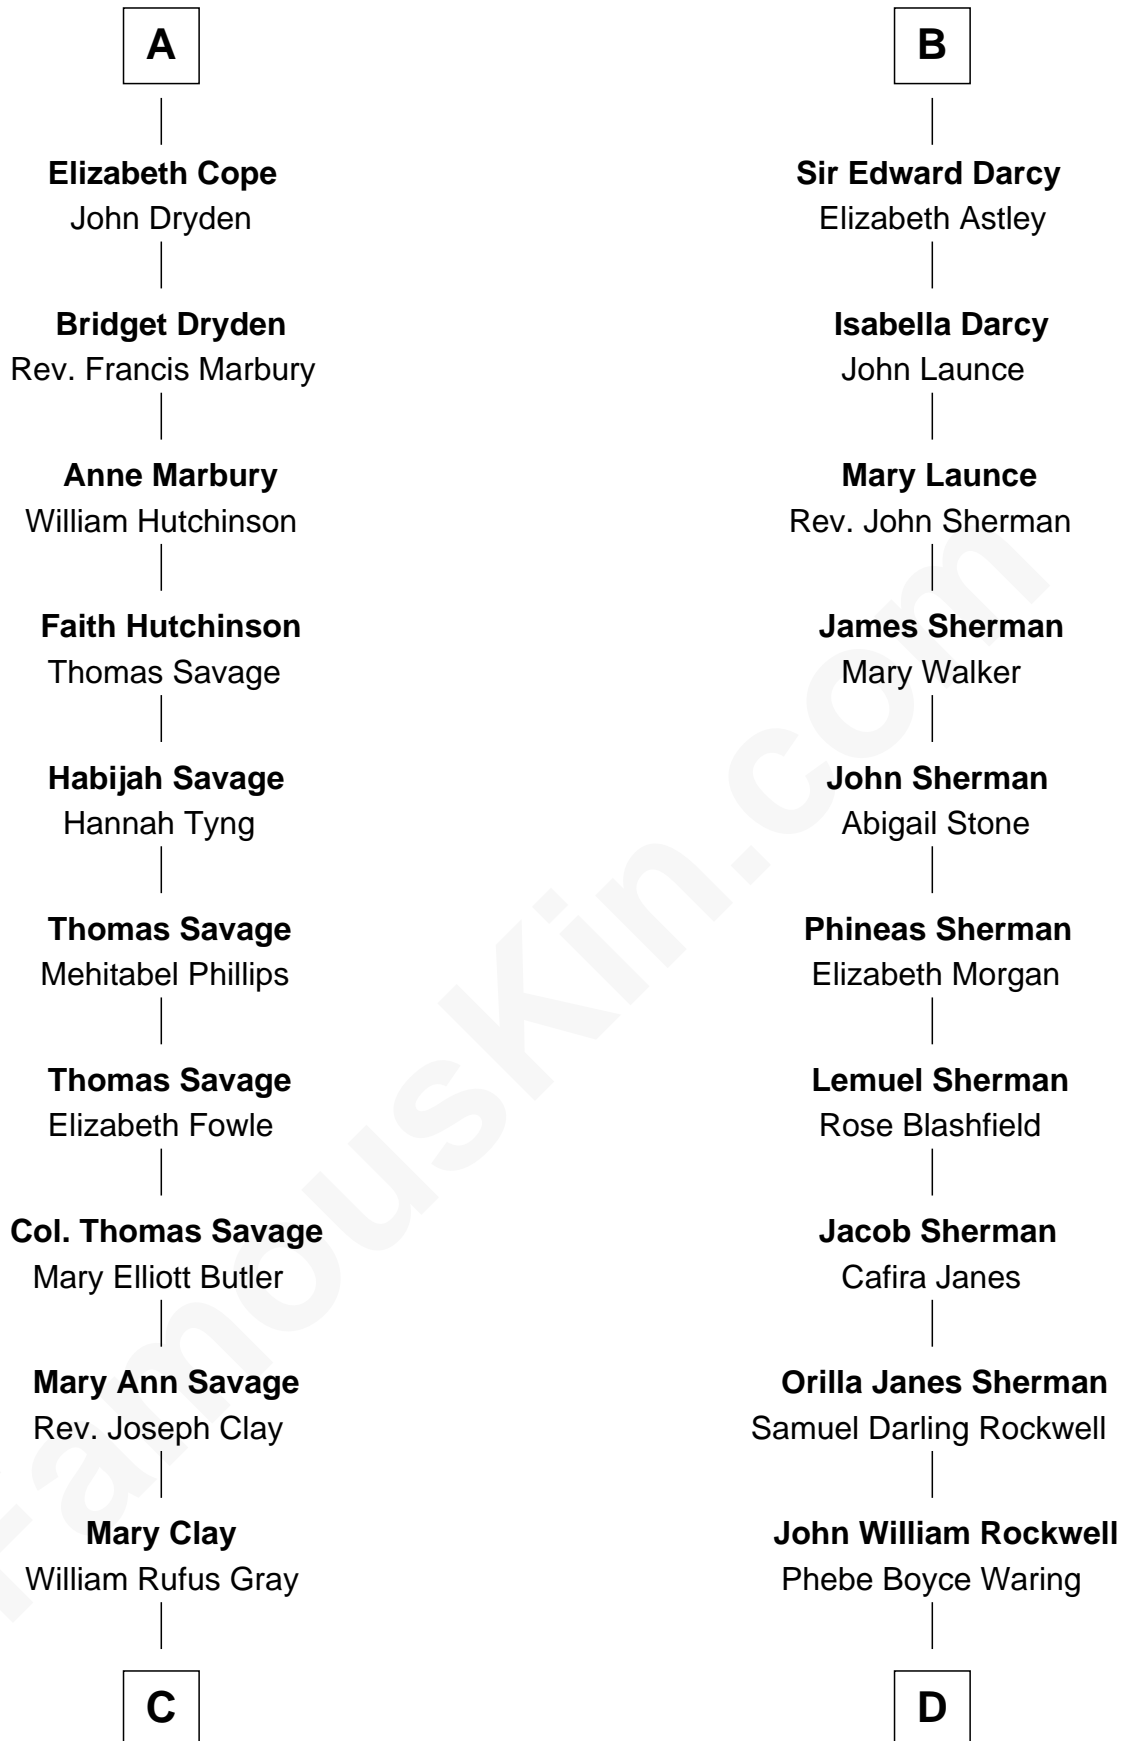 A
Elizabeth Cope
John Dryden
Bridget Dryden
Rev. Francis Marbury
Anne Marbury
William Hutchinson
Faith Hutchinson
Thomas Savage
Habijah Savage
Hannah Tyng
Thomas Savage
Mehitabel Phillips
Thomas Savage
Elizabeth Fowle
Col. Thomas Savage
Mary Elliott Butler
Mary Ann Savage
Rev. Joseph Clay
Mary Clay
William Rufus Gray
C
B
Sir Edward Darcy
Elizabeth Astley
Isabella Darcy
John Launce
Mary Launce
Rev. John Sherman
James Sherman
Mary Walker
John Sherman
Abigail Stone
Phineas Sherman
Elizabeth Morgan
Lemuel Sherman
Rose Blashfield
Jacob Sherman
Cafira Janes
Orilla Janes Sherman
Samuel Darling Rockwell
John William Rockwell
Phebe Boyce Waring
D
FamousKin.com